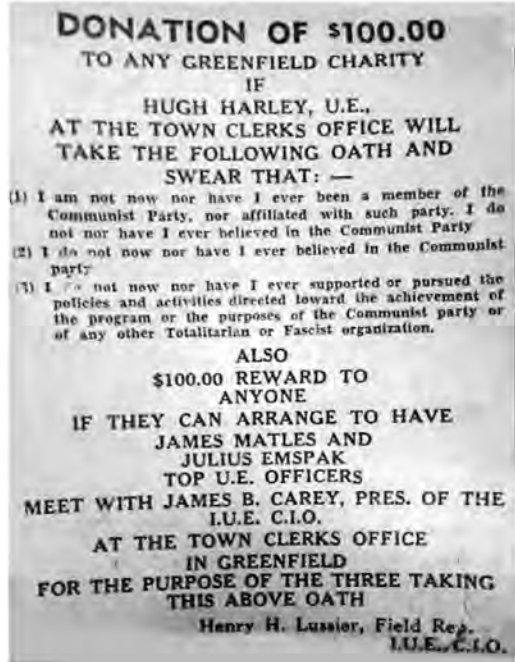 DONATION OF $100.00
TO ANY GREENFIELD CHARITY
IF
HUGH HARLEY, U.E.,
AT THE TOWN CLERKS OFFICE WILL
TAKE THE FOLLOWING OATH AND
SWEAR THAT: —
(1) I am not now nor have I ever been a member of the
Communist Party, nor affiliated with such party. I do
not nor have I ever believed in the Communist Party
(2) I do not now nor have I ever believed in the Communist
party
(3) I do not now nor have I ever supported or pursued the
policies and activities directed toward the achievement of
the program or the purposes of the Communist party or
of any other Totalitarian or Fascist organization.
ALSO
$100.00 REWARD TO
ANYONE
IF THEY CAN ARRANGE TO HAVE
JAMES MATLES AND
JULIUS EMSPAK
TOP U.E. OFFICERS
MEET WITH JAMES B. CAREY, PRES. OF THE
I.U.E. C.I.O.
AT THE TOWN CLERKS OFFICE
IN GREENFIELD
FOR THE PURPOSE OF THE THREE TAKING
THIS ABOVE OATH
Henry H. Lussier, Field Rep.
I.U.E., C.I.O.